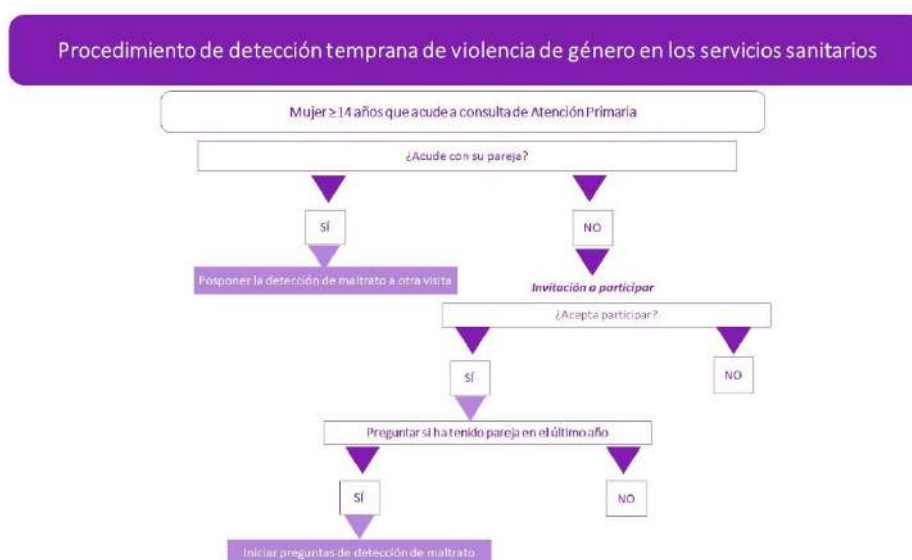 Procedimiento de detección temprana de violencia de género en los servicios sanitarios
Mujer ≥14 años que acude a consulta de Atención Primaria
¿Acude con su pareja?
SÍ
NO
Posponer la detección de maltrato a otra visita
Invitación a participar
¿Acepta participar?
SÍ
NO
Preguntar si ha tenido pareja en el último año
SÍ
NO
Iniciar preguntas de detección de maltrato